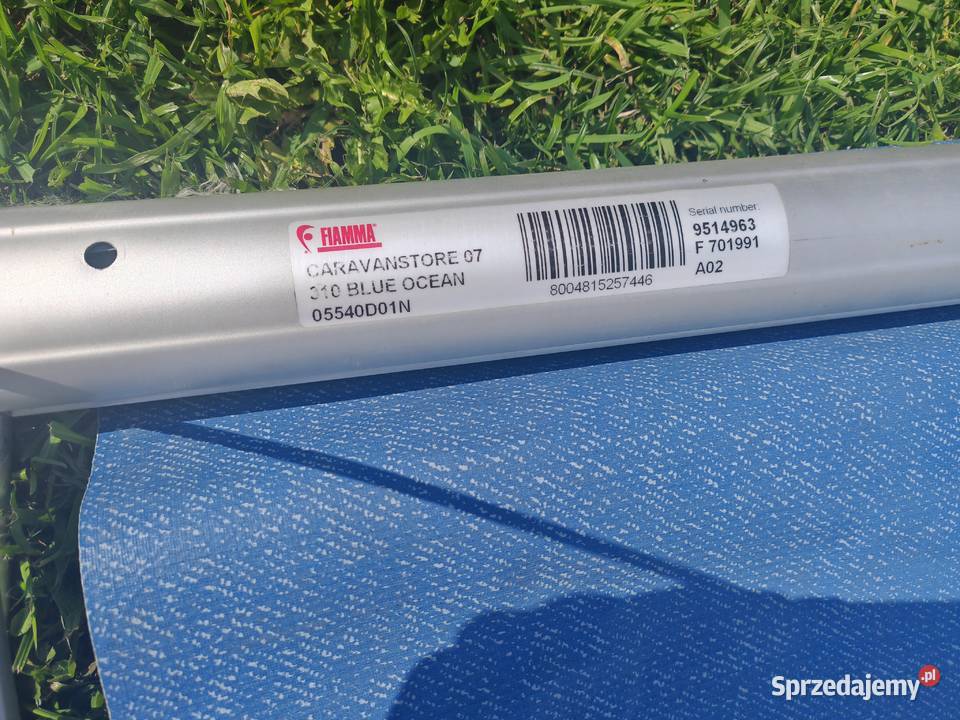 FIAMMA
CARAVANSTORE 07
310 BLUE OCEAN
05540D01N
8004815257446
Serial number:
9514963
F 701991
A02
Sprzedajemy.pl